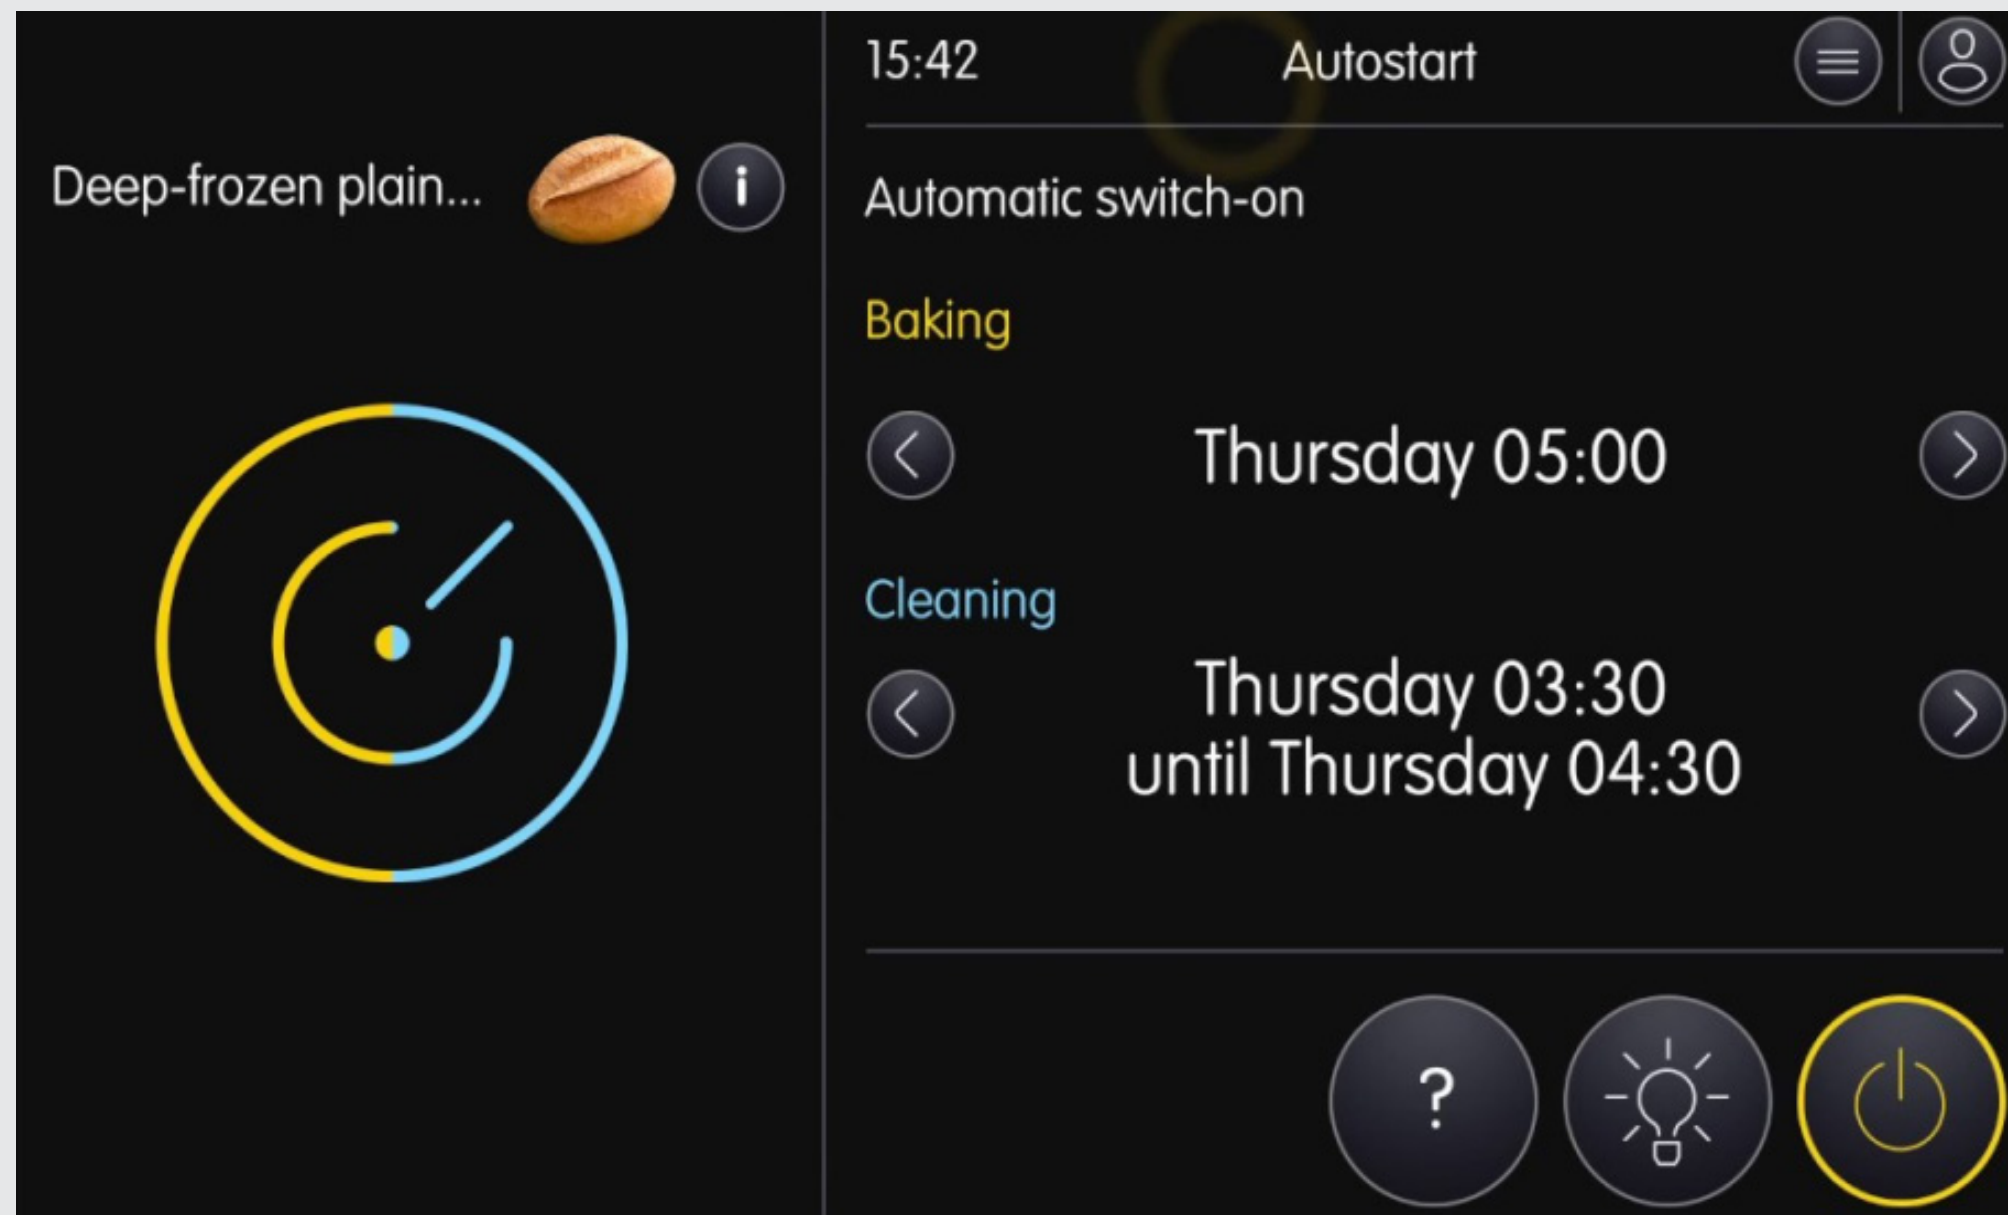 Deep-frozen plain...
i
15:42
Autostart
Automatic switch-on
Baking
Thursday 05:00
Cleaning
Thursday 03:30
until Thursday 04:30
?